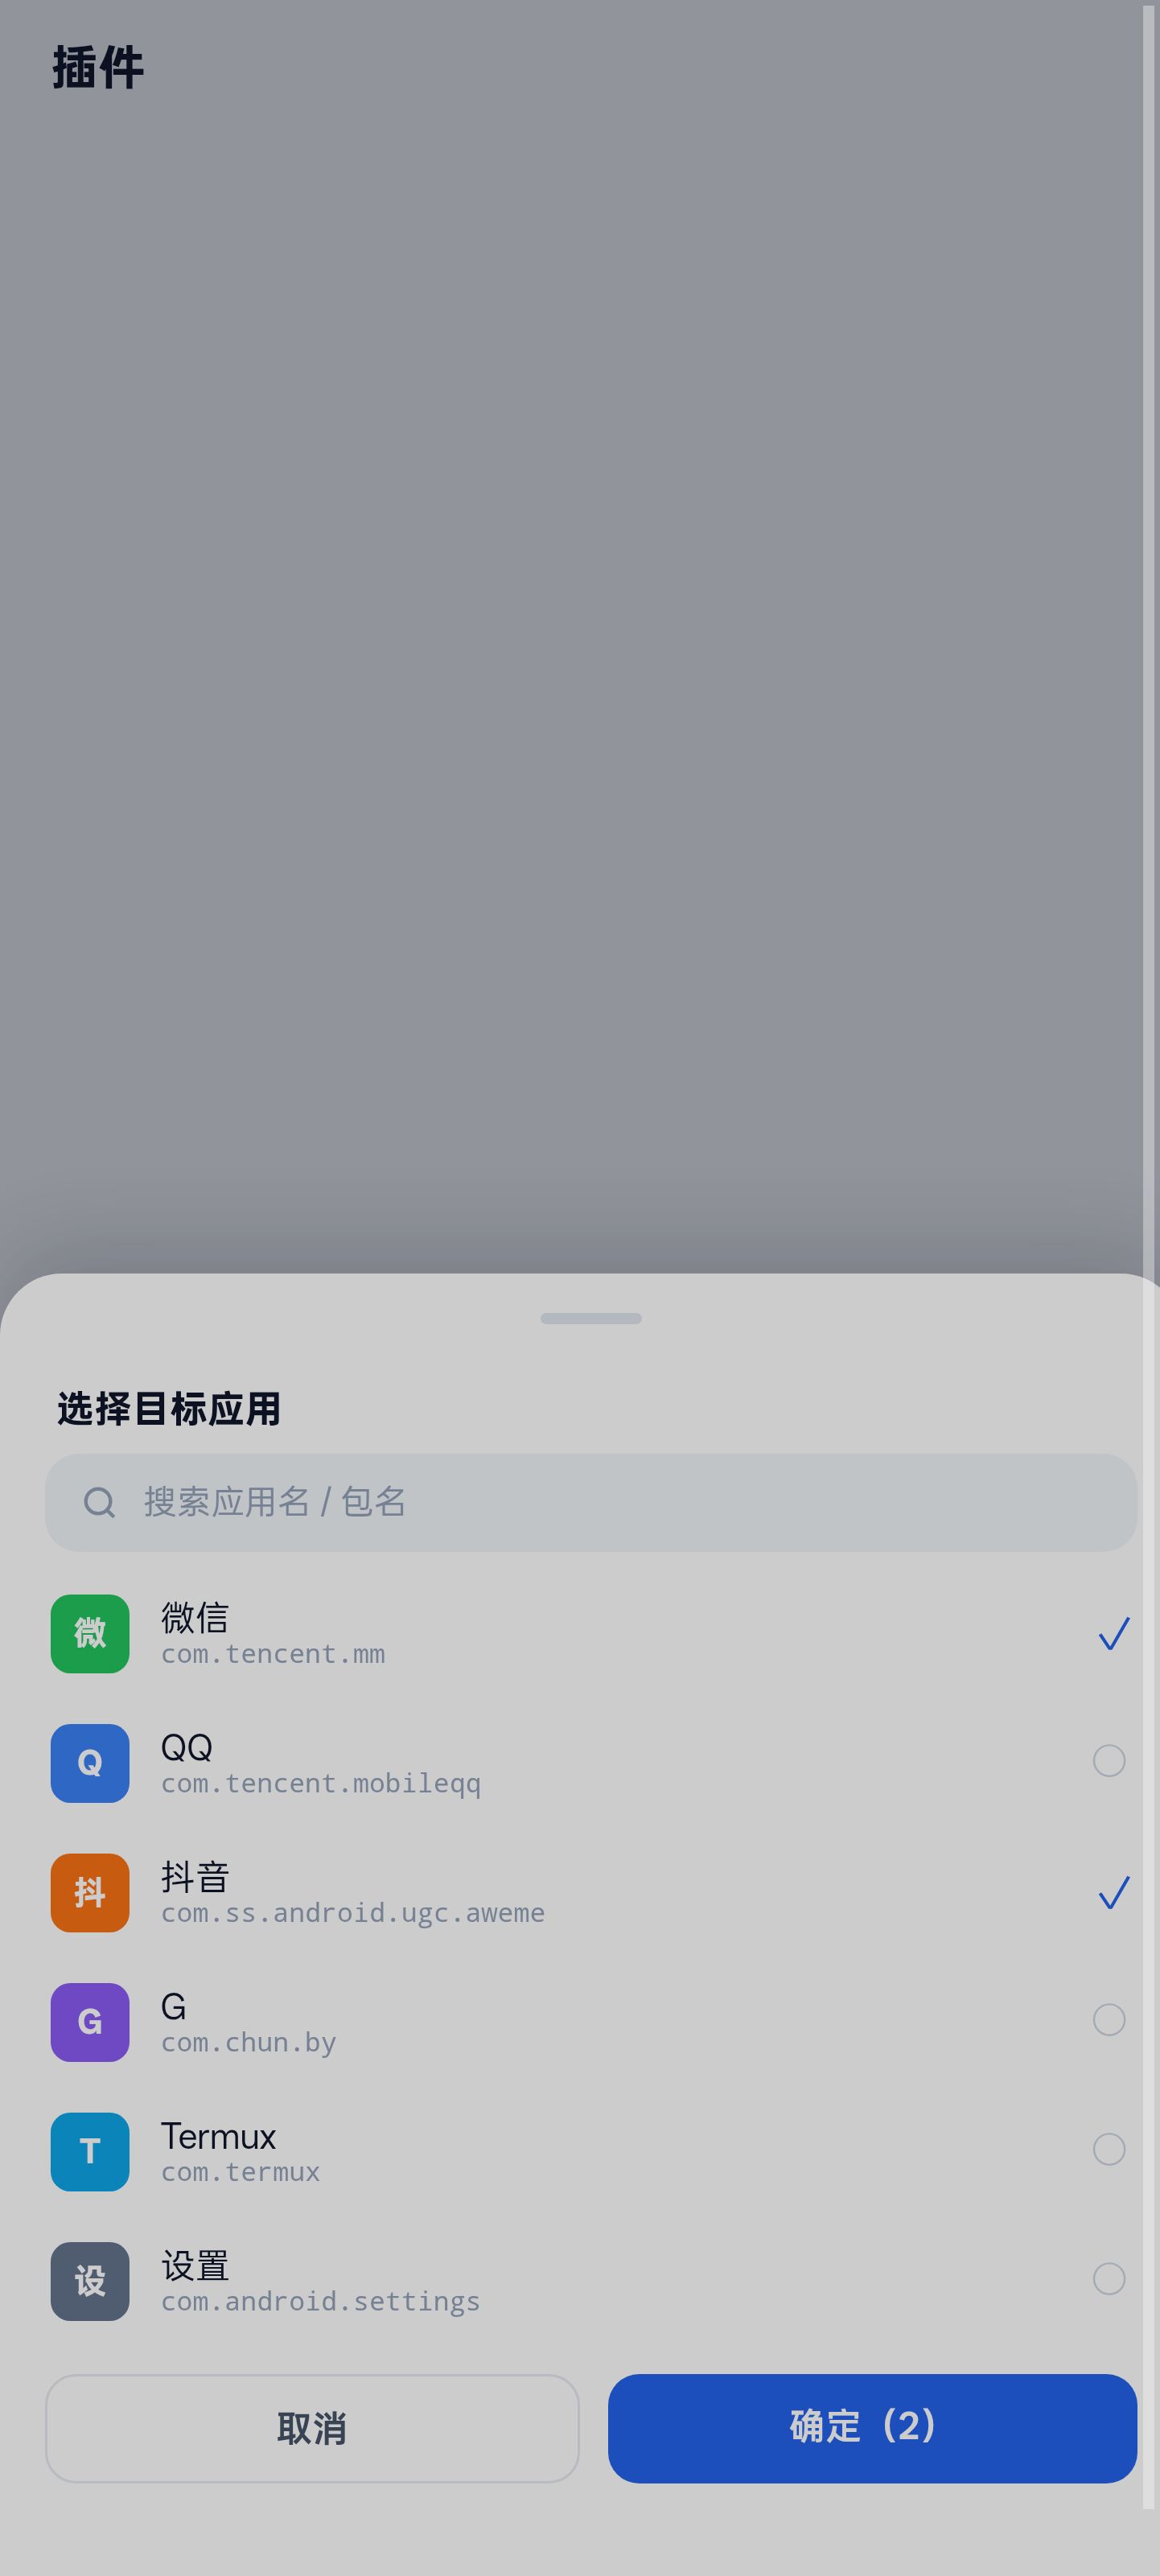 插件
选择目标应用
搜索应用名 / 包名
微
微信
com.tencent.mm
Q
QQ
com.tencent.mobileqq
抖
抖音
com.ss.android.ugc.aweme
G
G
com.chun.by
T
Termux
com.termux
设
设置
com.android.settings
取消
确定（2）